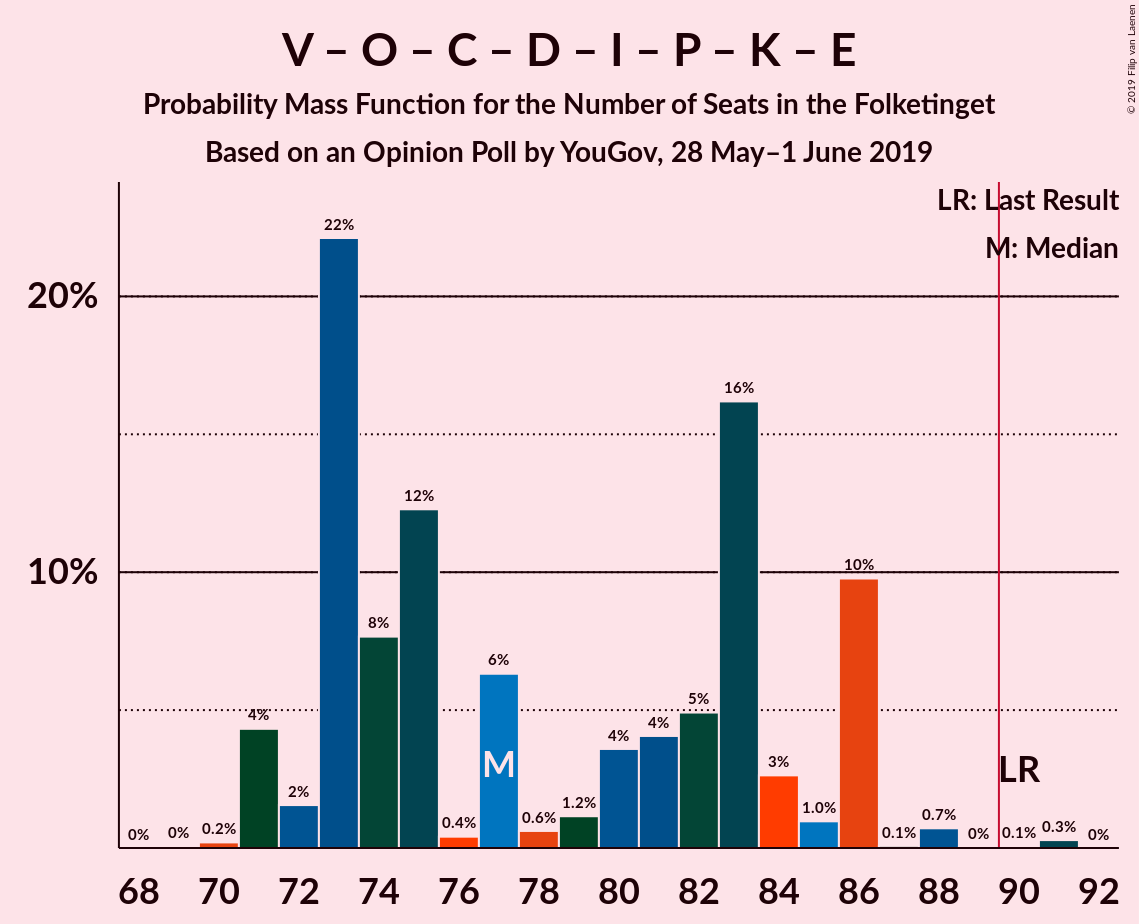 V – O – C – D – I – P – K – E
Probability Mass Function for the Number of Seats in the Folketinget
Based on an Opinion Poll by YouGov, 28 May–1 June 2019
© 2019 Filip van Laenen
LR: Last Result
M: Median
20%
10%
0% 0% 0.2% 4% 2% 22% 8% 12% 0.4% 6% 0.6% 1.2% 4% 4% 5% 16% 3% 1.0% 10% 0.1% 0.7% 0% 0.1% 0.3% 0%
M
LR
68 70 72 74 76 78 80 82 84 86 88 90 92